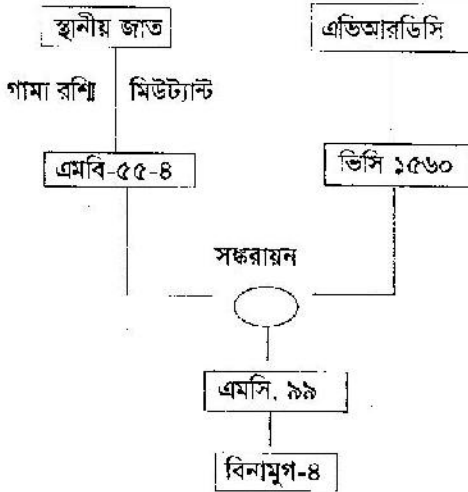 স্থানীয় জাত
এভিআরডিসি
গামা রশ্মি মিউট্যান্ট
এমবি-৫৫-৪
ভিসি ১৫৬০
সঙ্করায়ন
এমসি. ৯৯
বিনামুগ-৪